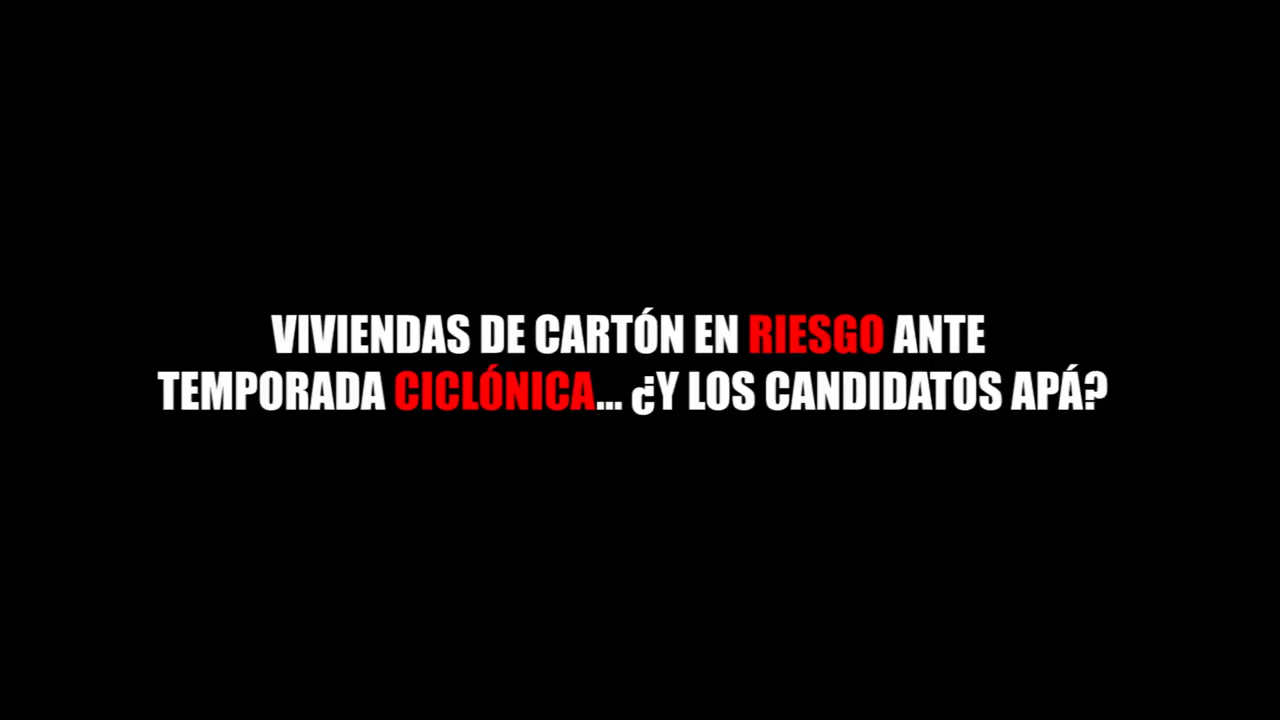 VIVIENDAS DE CARTÓN EN RIESGO ANTE
TEMPORADA CICLÓNICA... ¿Y LOS CANDIDATOS APÁ?